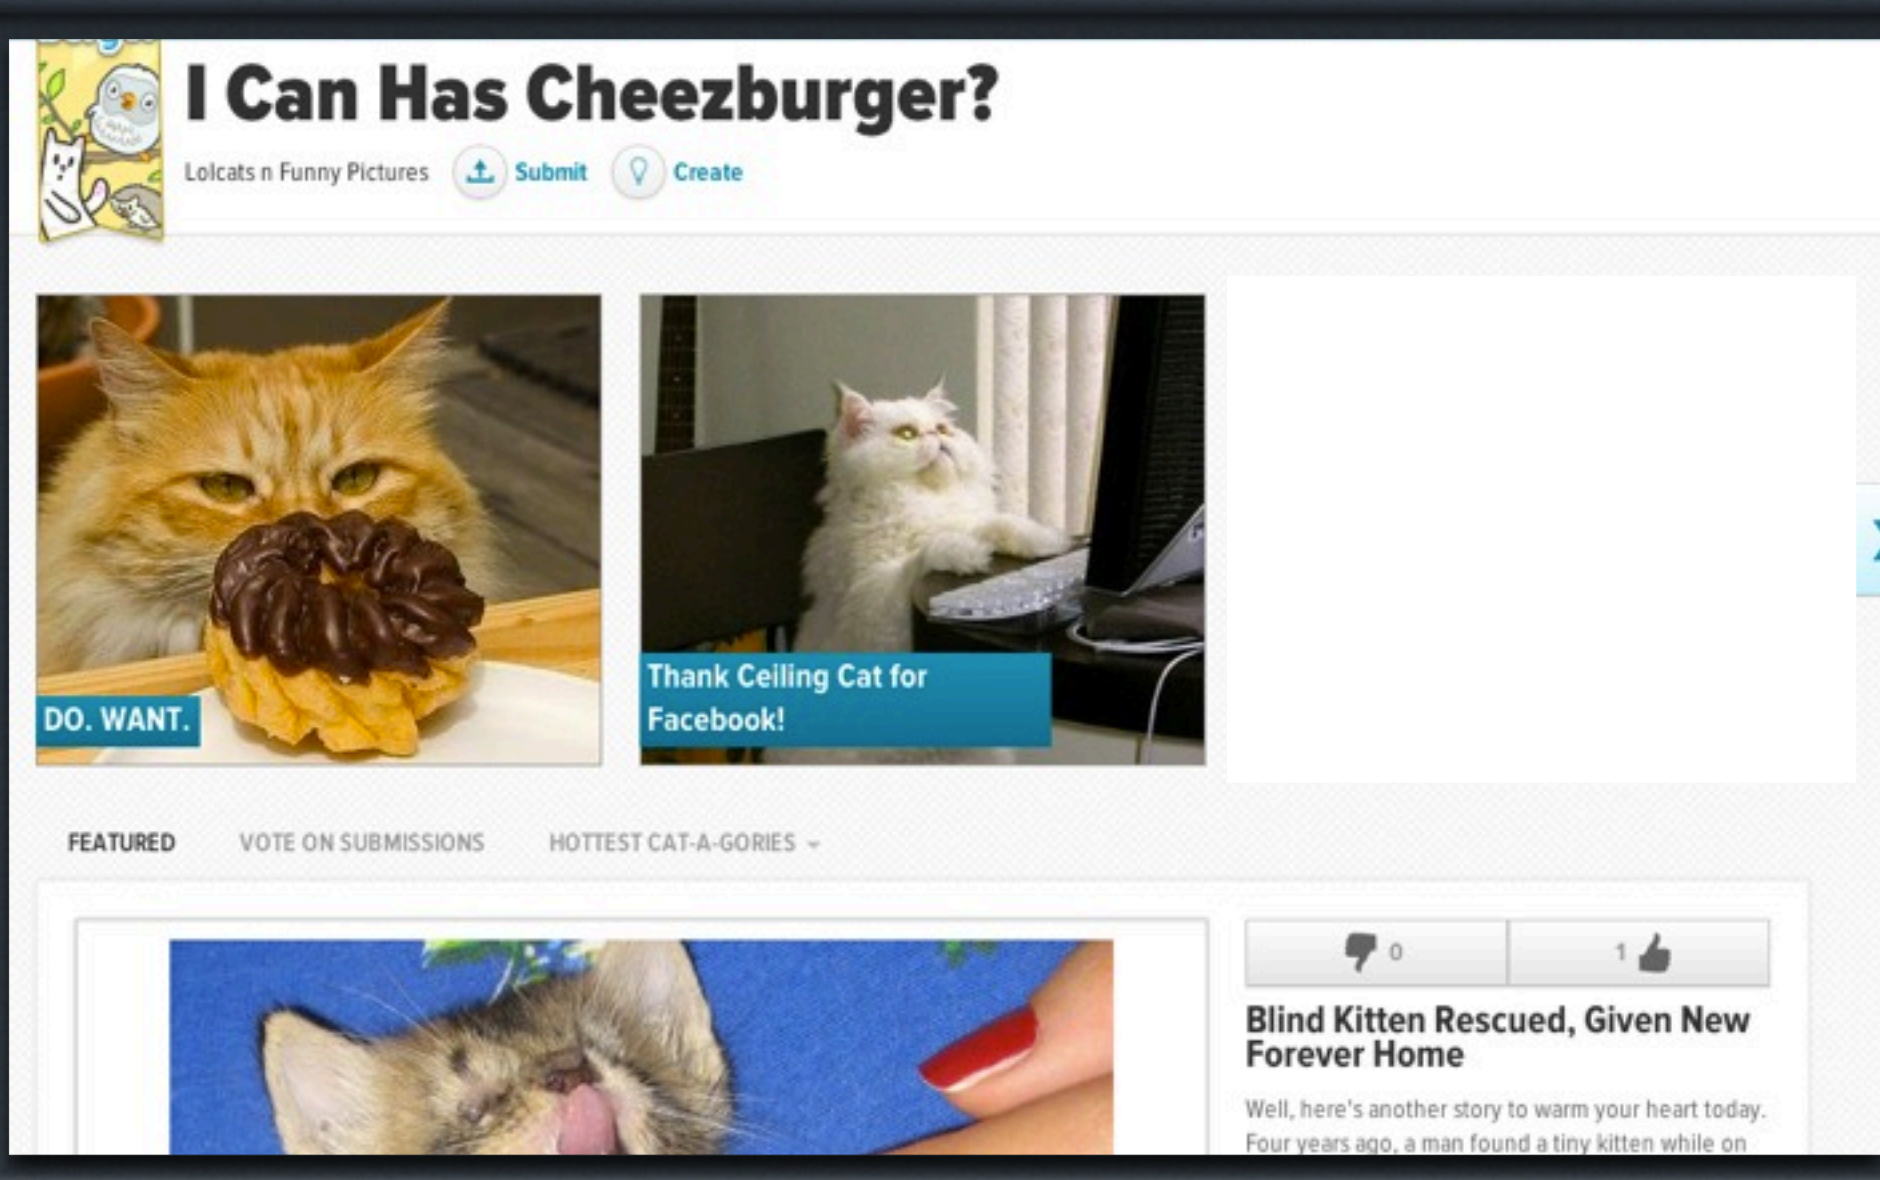 I Can Has Cheezburger?
Lolcats n Funny Pictures Submit Create
DO. WANT.
Thank Ceiling Cat for
Facebook!
FEATURED VOTE ON SUBMISSIONS HOTTEST CAT-A-GORIES
0 1
Blind Kitten Rescued, Given New
Forever Home
Well, here's another story to warm your heart today.
Four years ago, a man found a tiny kitten while on